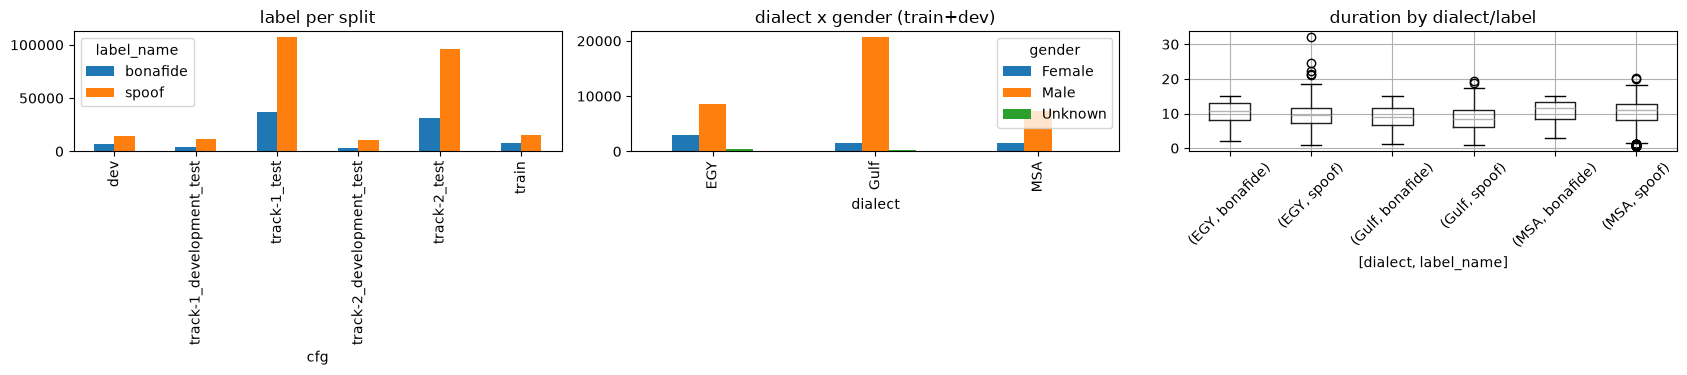 label per split
100000
50000
0
label_name
bonafide
spoof
dev
track-1_development_test
track-1_test
track-2_development_test
track-2_test
train
cfg
dialect x gender (train+dev)
20000
10000
0
gender
Female
Male
Unknown
EGY
Gulf
MSA
dialect
duration by dialect/label
30
20
10
0
(EGY, bonafide)
(EGY, spoof)
(Gulf, bonafide)
(Gulf, spoof)
(MSA, bonafide)
(MSA, spoof)
[dialect, label_name]